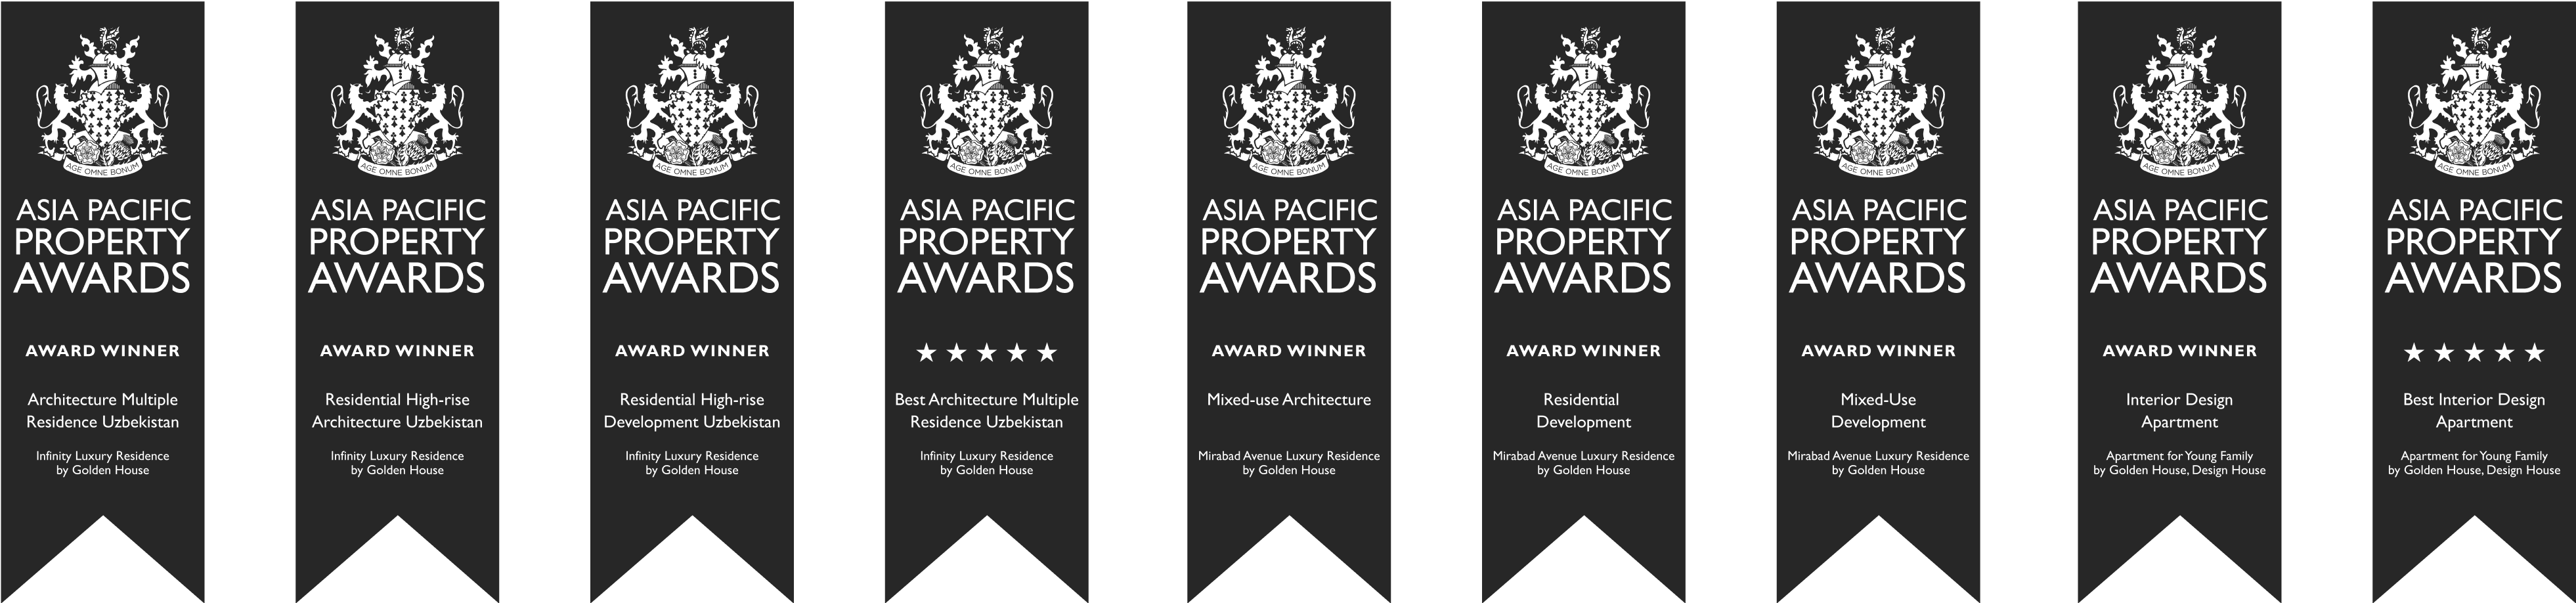 AGE OMNE BONUM
ASIA PACIFIC
PROPERTY
AWARDS
AWARD WINNER
Architecture Multiple
Residence Uzbekistan
Infinity Luxury Residence
by Golden House
AGE OMNE BONUM
ASIA PACIFIC
PROPERTY
AWARDS
AWARD WINNER
Residential High-rise
Architecture Uzbekistan
Infinity Luxury Residence
by Golden House
AGE OMNE BONUM
ASIA PACIFIC
PROPERTY
AWARDS
AWARD WINNER
Residential High-rise
Development Uzbekistan
Infinity Luxury Residence
by Golden House
AGE OMNE BONUM
ASIA PACIFIC
PROPERTY
AWARDS
★ ★ ★ ★ ★
Best Architecture Multiple
Residence Uzbekistan
Infinity Luxury Residence
by Golden House
AGE OMNE BONUM
ASIA PACIFIC
PROPERTY
AWARDS
AWARD WINNER
Mixed-use Architecture
Mirabad Avenue Luxury Residence
by Golden House
AGE OMNE BONUM
ASIA PACIFIC
PROPERTY
AWARDS
AWARD WINNER
Residential
Development
Mirabad Avenue Luxury Residence
by Golden House
AGE OMNE BONUM
ASIA PACIFIC
PROPERTY
AWARDS
AWARD WINNER
Mixed-Use
Development
Mirabad Avenue Luxury Residence
by Golden House
AGE OMNE BONUM
ASIA PACIFIC
PROPERTY
AWARDS
AWARD WINNER
Interior Design
Apartment
Apartment for Young Family
by Golden House, Design House
AGE OMNE BONUM
ASIA PACIFIC
PROPERTY
AWARDS
★ ★ ★ ★ ★
Best Interior Design
Apartment
Apartment for Young Family
by Golden House, Design House